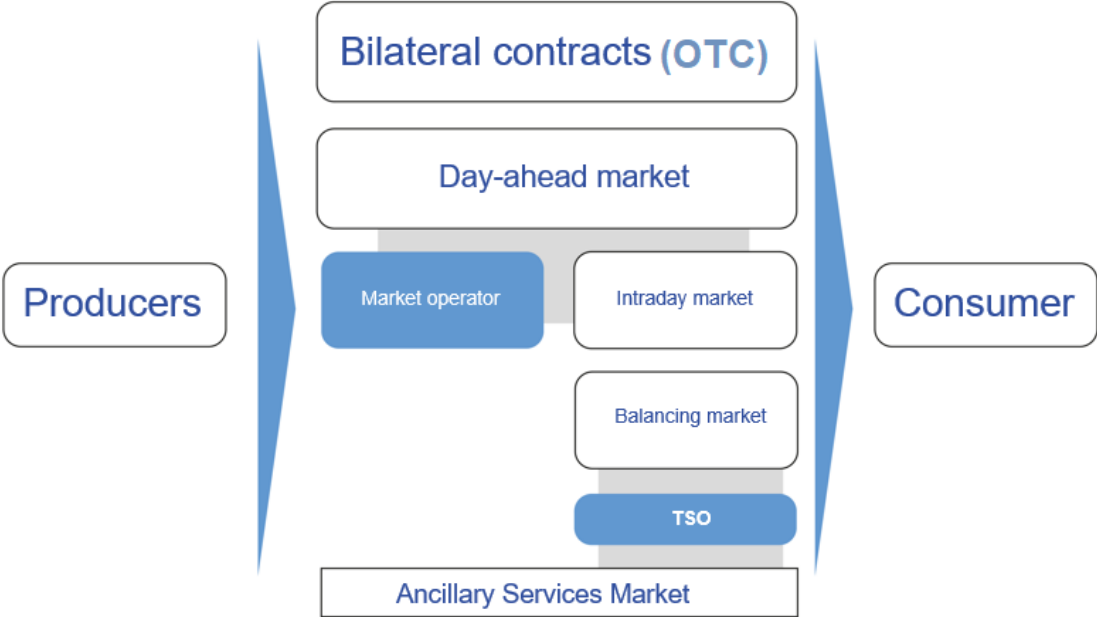 Bilateral contracts (OTC)
Day-ahead market
Producers
Market operator
Intraday market
Consumer
Balancing market
TSO
Ancillary Services Market